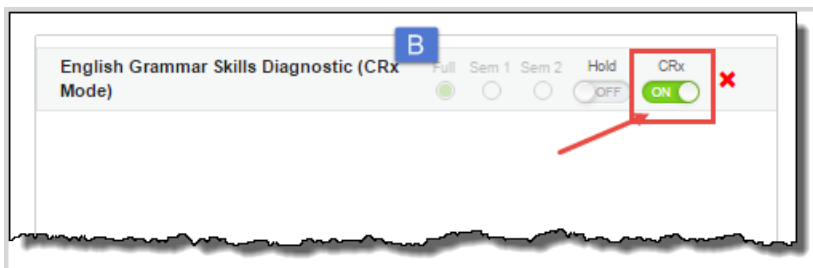 B
English Grammar Skills Diagnostic (CRx Mode)
Full Sem 1 Sem 2 Hold CRx
OFF ON